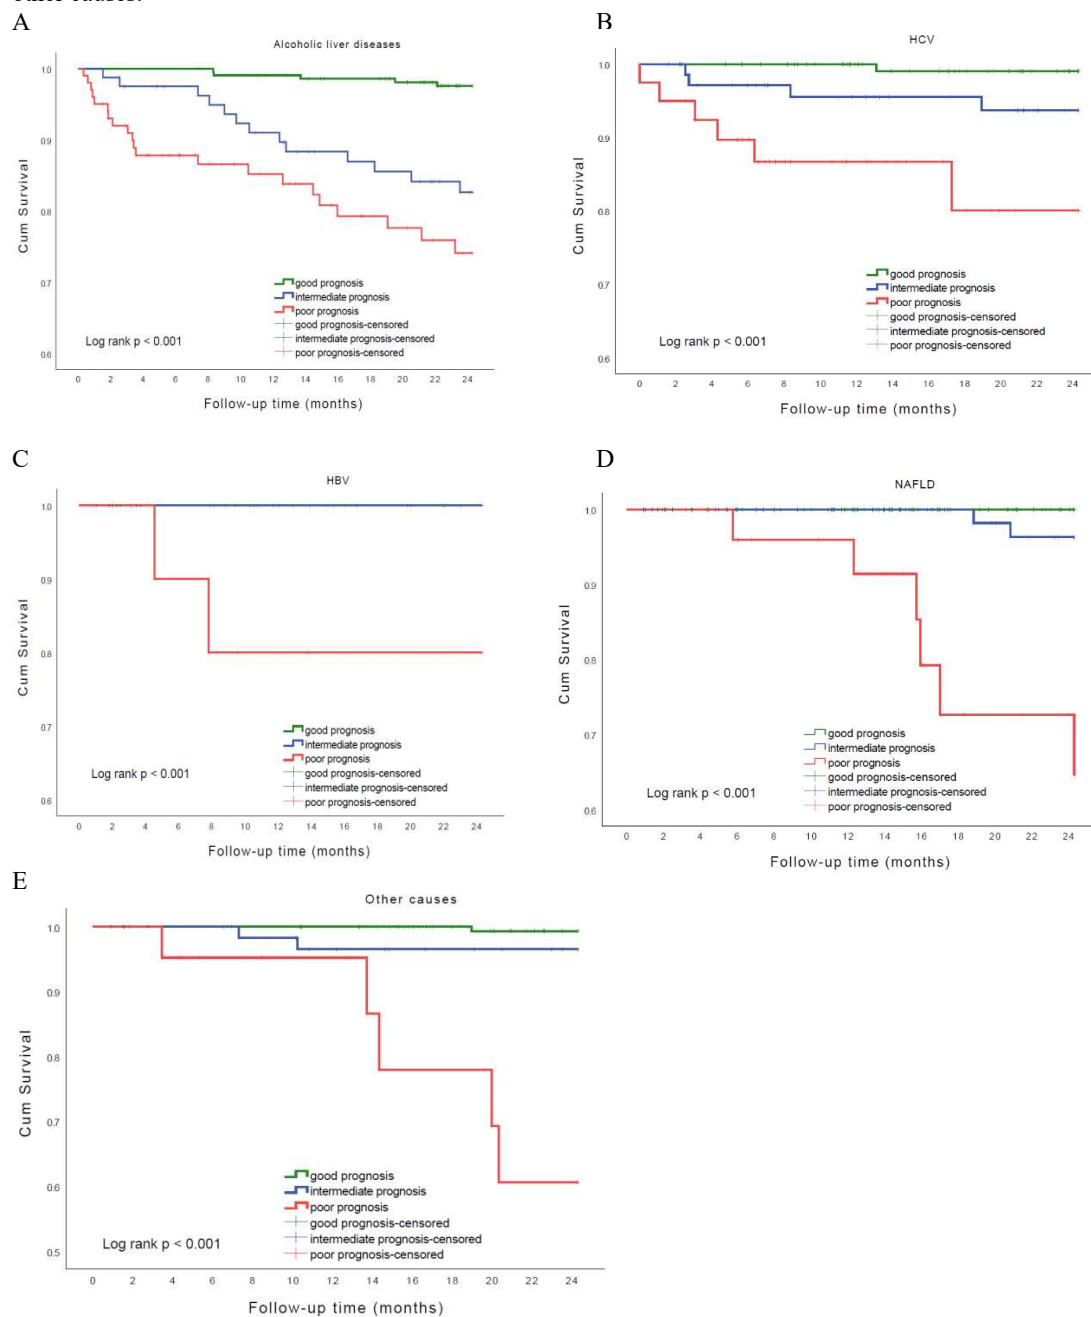 A
Alcoholic liver diseases
1.0
0.9
0.8
0.7
0.6
Cum Survival
good prognosis
intermediate prognosis
poor prognosis
good prognosis-censored
intermediate prognosis-censored
poor prognosis-censored
Log rank p < 0.001
0 2 4 6 8 10 12 14 16 18 20 22 24
Follow-up time (months)
B
HCV
1.0
0.9
0.8
0.7
0.6
Cum Survival
good prognosis
intermediate prognosis
poor prognosis
good prognosis-censored
intermediate prognosis-censored
poor prognosis-censored
Log rank p < 0.001
0 2 4 6 8 10 12 14 16 18 20 22 24
Follow-up time (months)
C
HBV
1.0
0.9
0.8
0.7
0.6
Cum Survival
good prognosis
intermediate prognosis
poor prognosis
good prognosis-censored
intermediate prognosis-censored
poor prognosis-censored
Log rank p < 0.001
0 2 4 6 8 10 12 14 16 18 20 22 24
Follow-up time (months)
D
NAFLD
1.0
0.9
0.8
0.7
0.6
Cum Survival
good prognosis
intermediate prognosis
poor prognosis
good prognosis-censored
intermediate prognosis-censored
poor prognosis-censored
Log rank p < 0.001
0 2 4 6 8 10 12 14 16 18 20 22 24
Follow-up time (months)
E
Other causes
1.0
0.9
0.8
0.7
0.6
0.5
Cum Survival
good prognosis
intermediate prognosis
poor prognosis
good prognosis-censored
intermediate prognosis-censored
poor prognosis-censored
Log rank p < 0.001
0 2 4 6 8 10 12 14 16 18 20 22 24
Follow-up time (months)